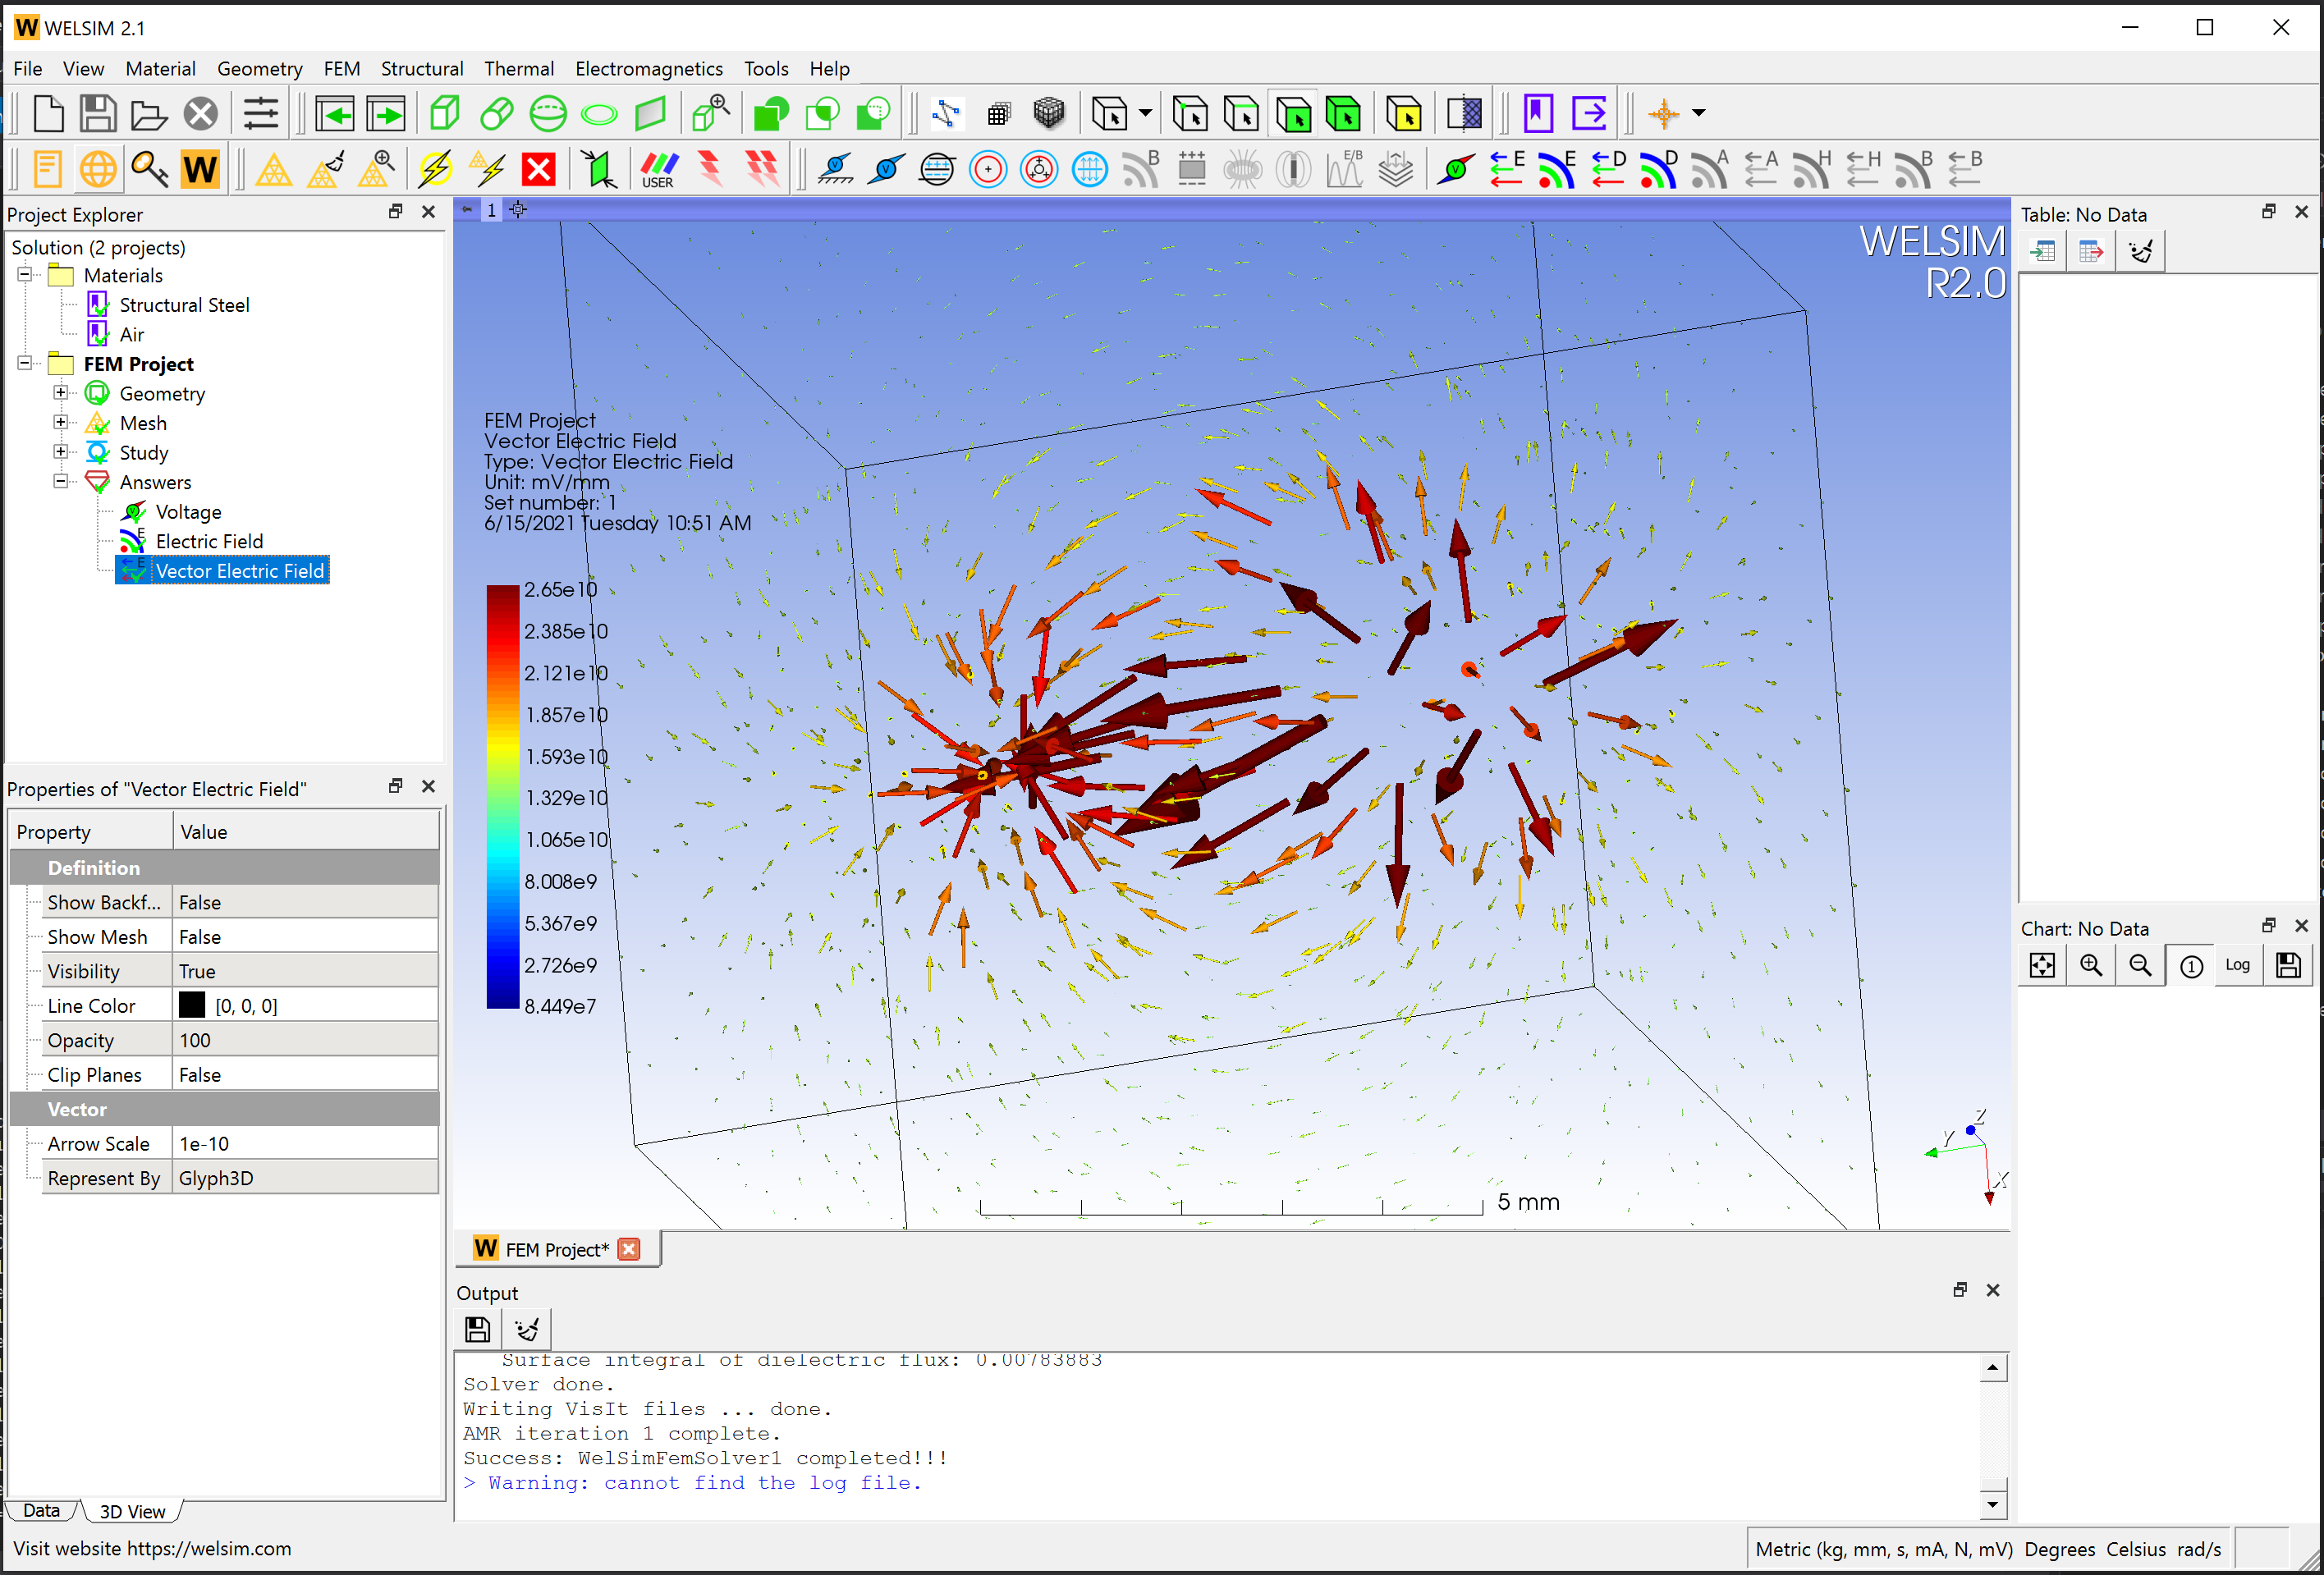 WELSIM 2.1
File View Material Geometry FEM Structural Thermal Electromagnetics Tools Help
USER
B
E/B
E E D D A A H H B B
Project Explorer
Solution (2 projects)
Materials
Structural Steel
Air
FEM Project
Geometry
Mesh
Study
Answers
Voltage
Electric Field
Vector Electric Field
Properties of "Vector Electric Field"
Property Value
Definition
Show Backf... False
Show Mesh False
Visibility True
Line Color [0, 0, 0]
Opacity 100
Clip Planes False
Vector
Arrow Scale 1e-10
Represent By Glyph3D
Data 3D View
1
WELSIM
R2.0
FEM Project
Vector Electric Field
Type: Vector Electric Field
Unit: mV/mm
Set number: 1
6/15/2021 Tuesday 10:51 AM
2.65e10
2.385e10
2.121e10
1.857e10
1.593e10
1.329e10
1.065e10
8.008e9
5.367e9
2.726e9
8.449e7
Z
Y
X
5 mm
FEM Project*
Output
Surface integral of dielectric flux: 0.00783883
Solver done.
Writing VisIt files ... done.
AMR iteration 1 complete.
Success: WelSimFemSolver1 completed!!!
> Warning: cannot find the log file.
Table: No Data
Chart: No Data
1 Log
Visit website https://welsim.com
Metric (kg, mm, s, mA, N, mV) Degrees Celsius rad/s